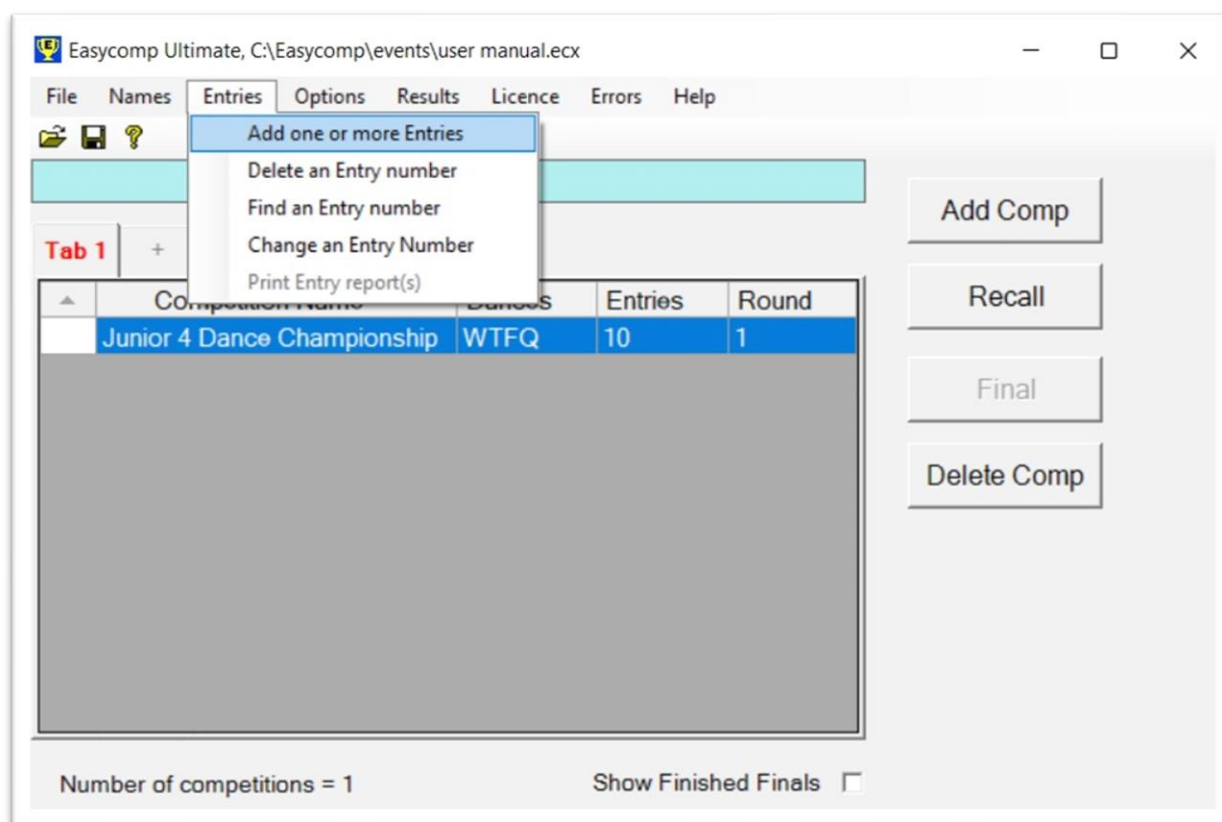 Easycomp Ultimate, C:\Easycomp\events\user manual.ecx
File Names Entries Options Results Licence Errors Help
Add one or more Entries
Delete an Entry number
Find an Entry number
Change an Entry Number
Print Entry report(s)
Tab 1 +
Competition Name Dances Entries Round
Junior 4 Dance Championship WTFQ 10 1
Add Comp
Recall
Final
Delete Comp
Number of competitions = 1 Show Finished Finals